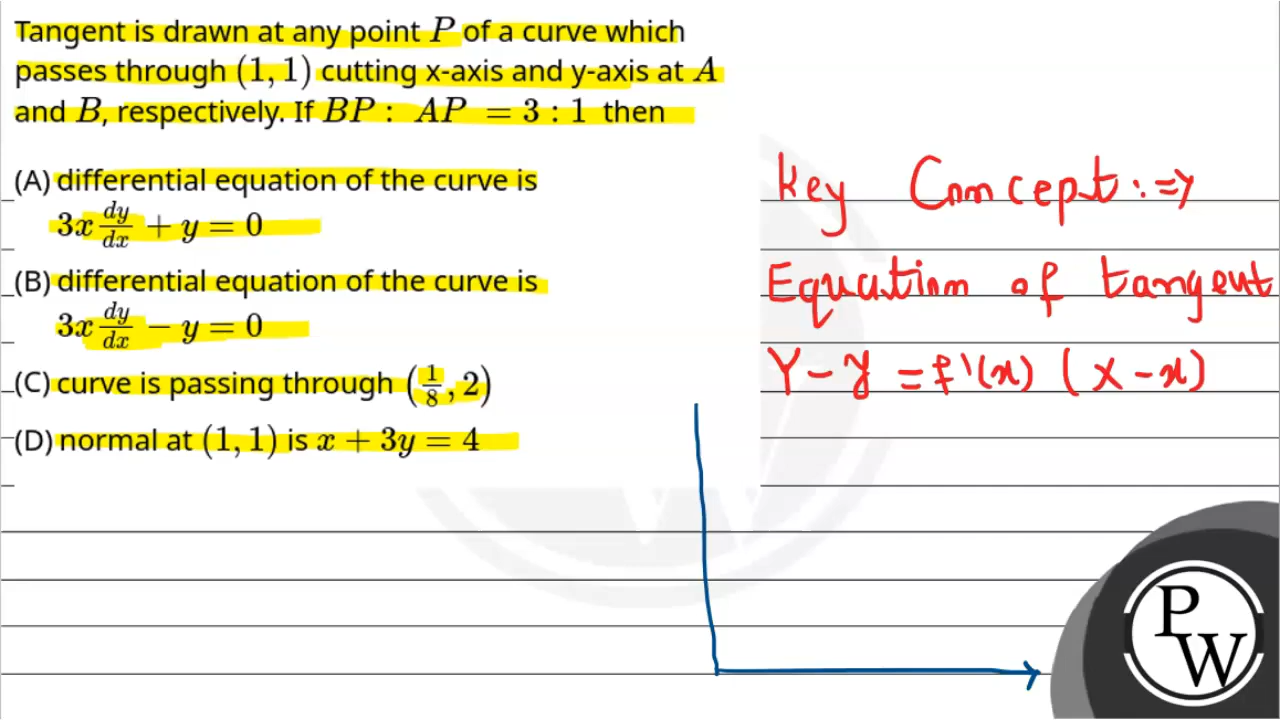 Tangent is drawn at any point P of a curve which
passes through (1, 1) cutting x-axis and y-axis at A
and B, respectively. If BP : AP = 3 : 1 then
(A) differential equation of the curve is
3x dy/dx + y = 0
(B) differential equation of the curve is
3x dy/dx − y = 0
(C) curve is passing through (1/8, 2)
(D) normal at (1, 1) is x + 3y = 4
Key Concept :⇒
Equation of tangent
Y − y = f'(x) (X − x)
PW